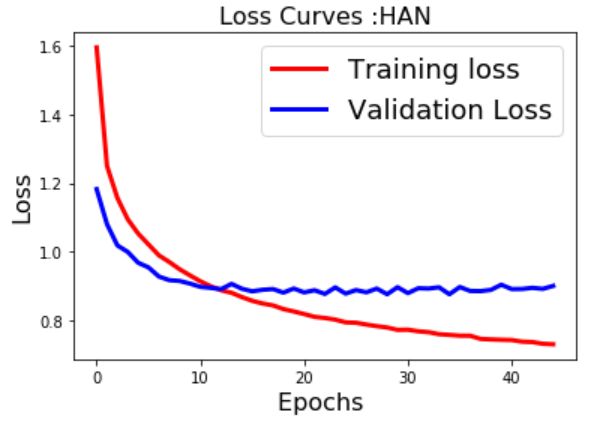 Loss Curves :HAN
Training loss
Validation Loss
1.6
1.4
1.2
1.0
0.8
Loss
0 10 20 30 40
Epochs